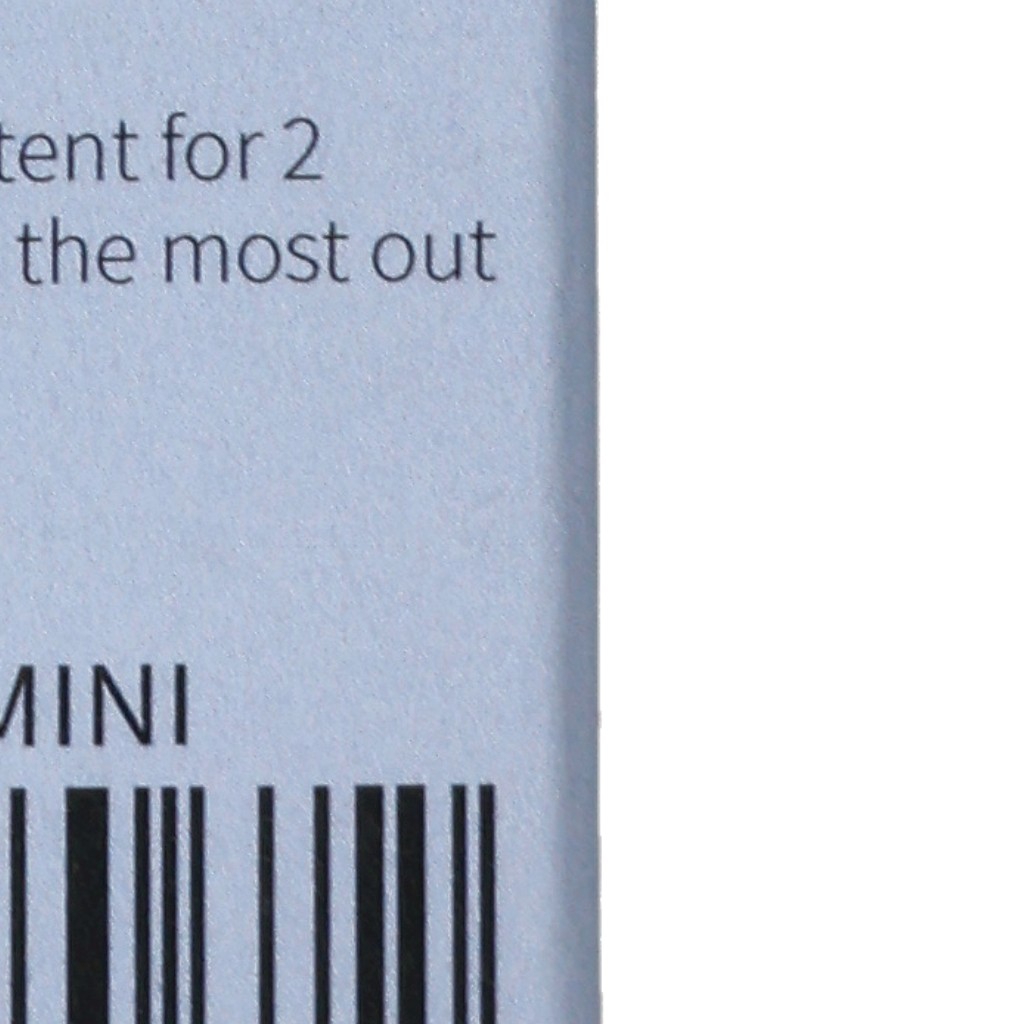 tent for 2
the most out
MINI